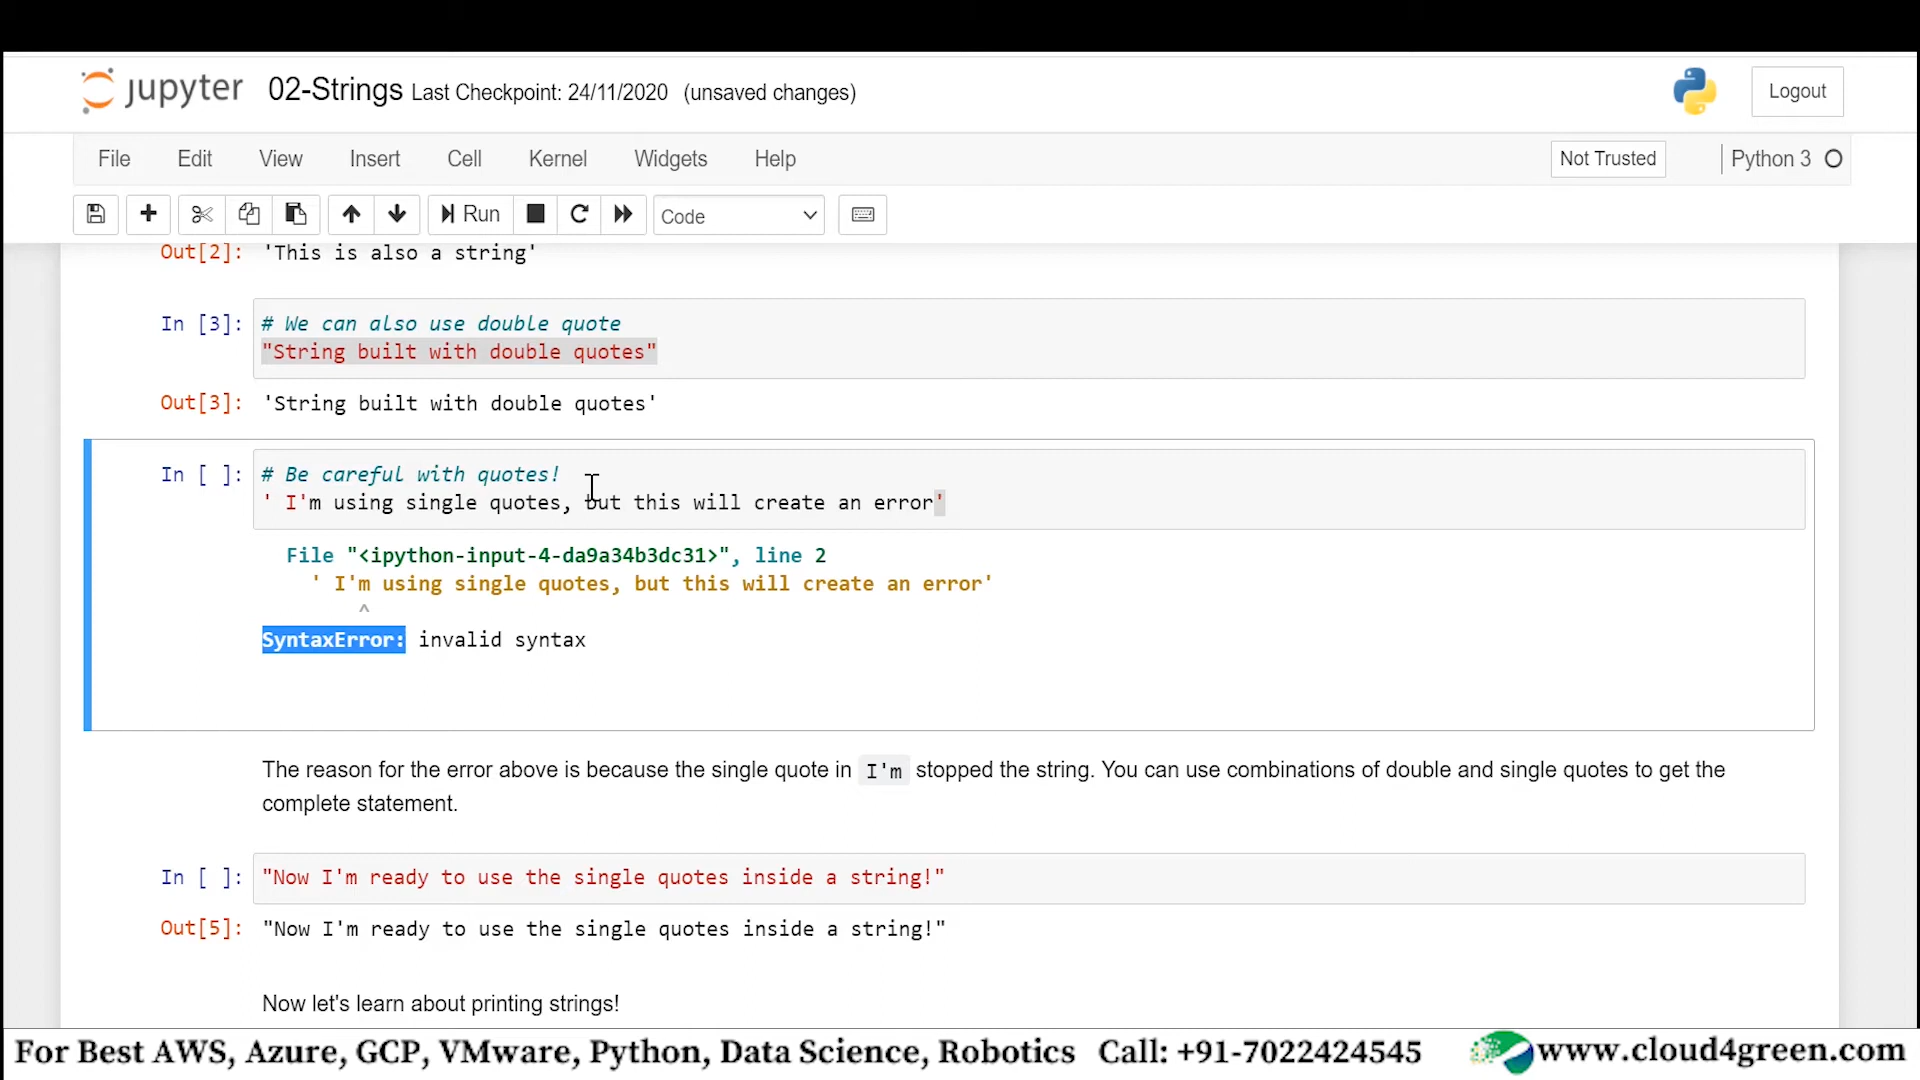 jupyter 02-Strings Last Checkpoint: 24/11/2020 (unsaved changes) Logout
File Edit View Insert Cell Kernel Widgets Help Not Trusted Python 3
Run Code
Out[2]: 'This is also a string'
In [3]: # We can also use double quote
"String built with double quotes"
Out[3]: 'String built with double quotes'
In [ ]: # Be careful with quotes!
' I'm using single quotes, but this will create an error'
File "<ipython-input-4-da9a34b3dc31>", line 2
' I'm using single quotes, but this will create an error'
^
SyntaxError: invalid syntax
The reason for the error above is because the single quote in I'm stopped the string. You can use combinations of double and single quotes to get the
complete statement.
In [ ]: "Now I'm ready to use the single quotes inside a string!"
Out[5]: "Now I'm ready to use the single quotes inside a string!"
Now let's learn about printing strings!
For Best AWS, Azure, GCP, VMware, Python, Data Science, Robotics Call: +91-7022424545 www.cloud4green.com